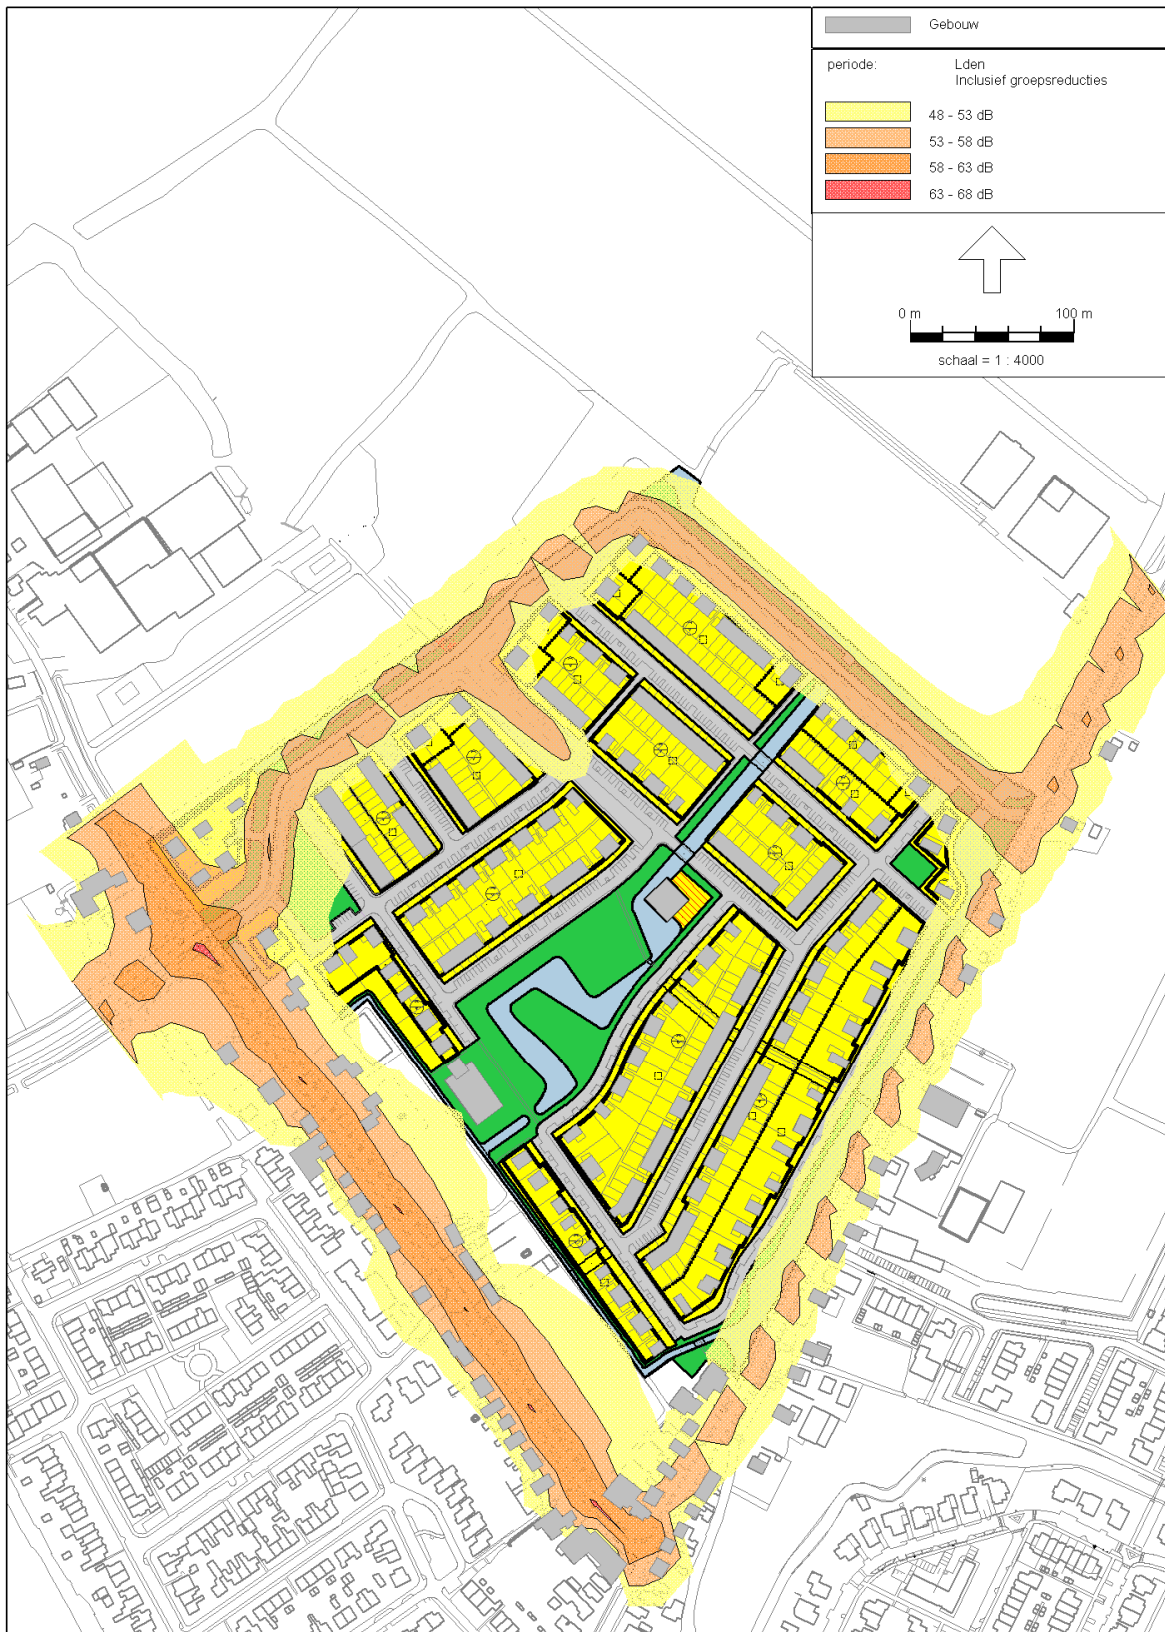 Gebouw
periode: Lden
Inclusief groepsreducties
48 - 53 dB
53 - 58 dB
58 - 63 dB
63 - 68 dB
0 m 100 m
schaal = 1 : 4000